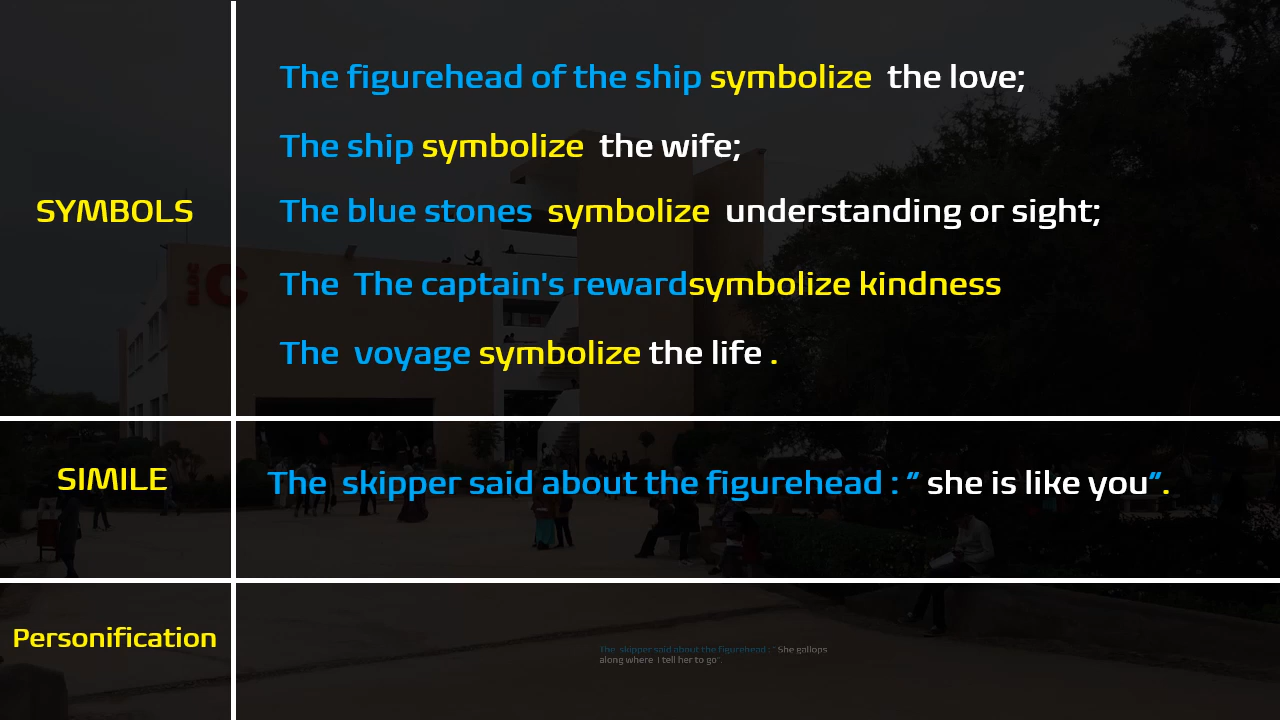 The figurehead of the ship symbolize the love;
The ship symbolize the wife;
SYMBOLS
The blue stones symbolize understanding or sight;
The The captain's rewardsymbolize kindness
The voyage symbolize the life .
SIMILE
The skipper said about the figurehead : “ she is like you”.
Personification
The skipper said about the figurehead : “ She gallops
along where I tell her to go”.